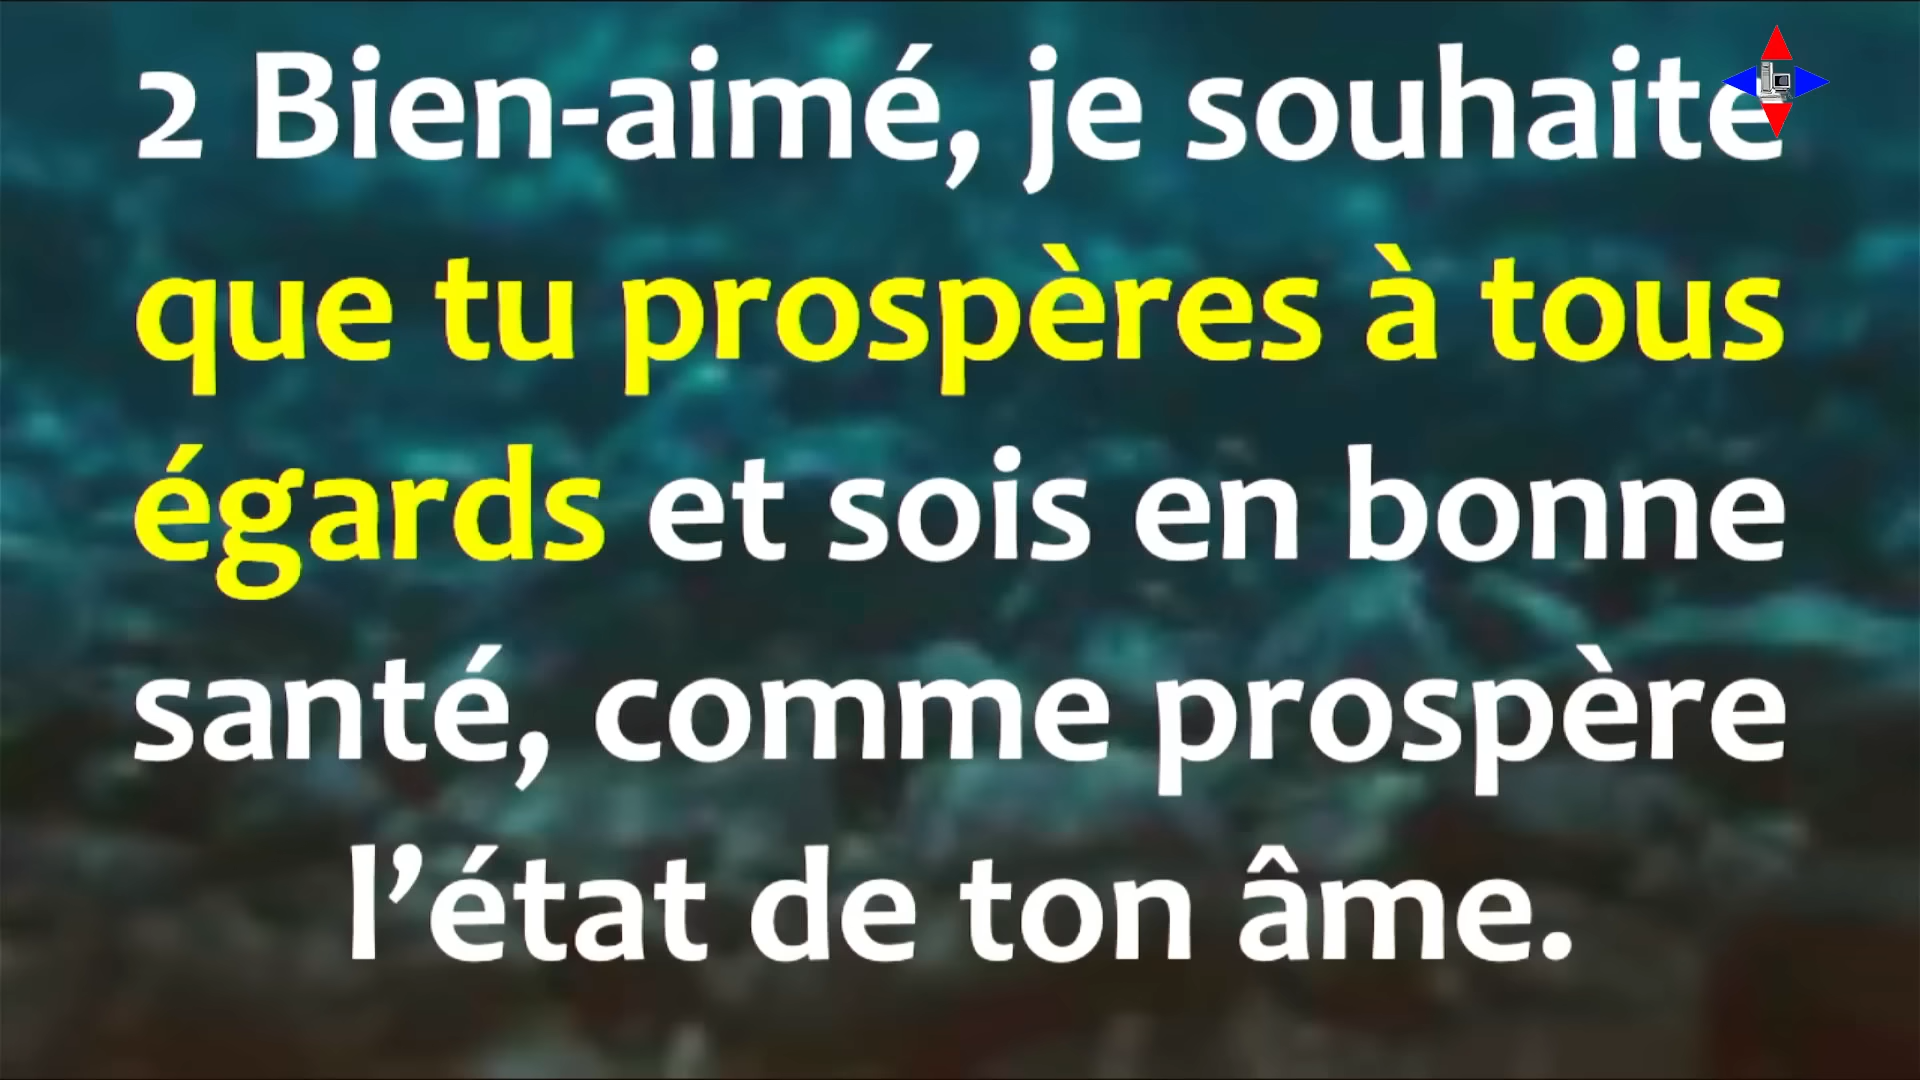 2 Bien-aimé, je souhaite
que tu prospères à tous
égards et sois en bonne
santé, comme prospère
l’état de ton âme.